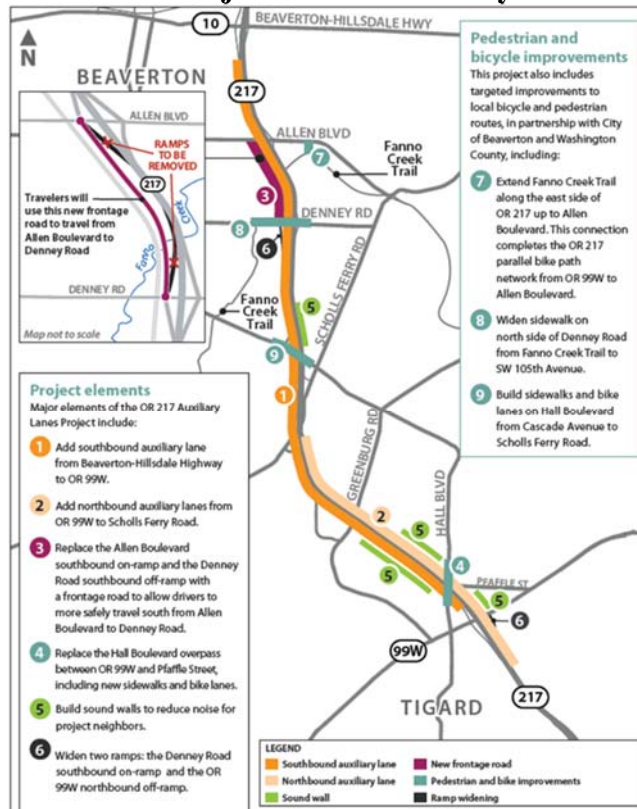 10
BEAVERTON-HILLSDALE HWY
N
BEAVERTON
217
ALLEN BLVD
RAMPS
TO BE
REMOVED
217
Travelers will
use this new frontage
road to travel from
Allen Boulevard to
Denney Road
Fanno
Creek
DENNEY RD
Map not to scale
ALLEN BLVD
7
Fanno
Creek
Trail
3
8
DENNEY RD
6
SCHOLLS FERRY RD
Fanno
Creek
Trail
5
9
1
GREENBURG RD
HALL BLVD
2
5
5
4
PFAFFLE ST
5
6
99W
TIGARD
217
Pedestrian and
bicycle improvements
This project also includes
targeted improvements to
local bicycle and pedestrian
routes, in partnership with City
of Beaverton and Washington
County, including:
7 Extend Fanno Creek Trail
along the east side of
OR 217 up to Allen
Boulevard. This connection
completes the OR 217
parallel bike path
network from OR 99W to
Allen Boulevard.
8 Widen sidewalk on
north side of Denney Road
from Fanno Creek Trail to
SW 105th Avenue.
9 Build sidewalks and bike
lanes on Hall Boulevard
from Cascade Avenue to
Scholls Ferry Road.
Project elements
Major elements of the OR 217 Auxiliary
Lanes Project include:
1 Add southbound auxiliary lane
from Beaverton-Hillsdale Highway
to OR 99W.
2 Add northbound auxiliary lanes from
OR 99W to Scholls Ferry Road.
3 Replace the Allen Boulevard
southbound on-ramp and the Denney
Road southbound off-ramp with
a frontage road to allow drivers to
more safely travel south from Allen
Boulevard to Denney Road.
4 Replace the Hall Boulevard overpass
between OR 99W and Pfaffle Street,
including new sidewalks and bike lanes.
5 Build sound walls to reduce noise for
project neighbors.
6 Widen two ramps: the Denney Road
southbound on-ramp and the OR
99W northbound off-ramp.
LEGEND
Southbound auxiliary lane
Northbound auxiliary lane
Sound wall
New frontage road
Pedestrian and bike improvements
Ramp widening